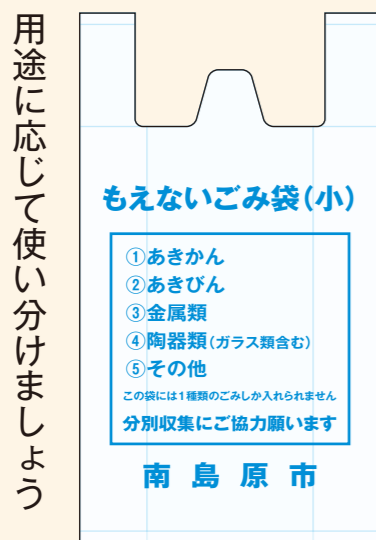 用途に応じて使い分けましょう
もえないごみ袋(小)
①あきかん
②あきびん
③金属類
④陶器類(ガラス類含む)
⑤その他
この袋には1種類のごみしか入れられません
分別収集にご協力願います
南島原市